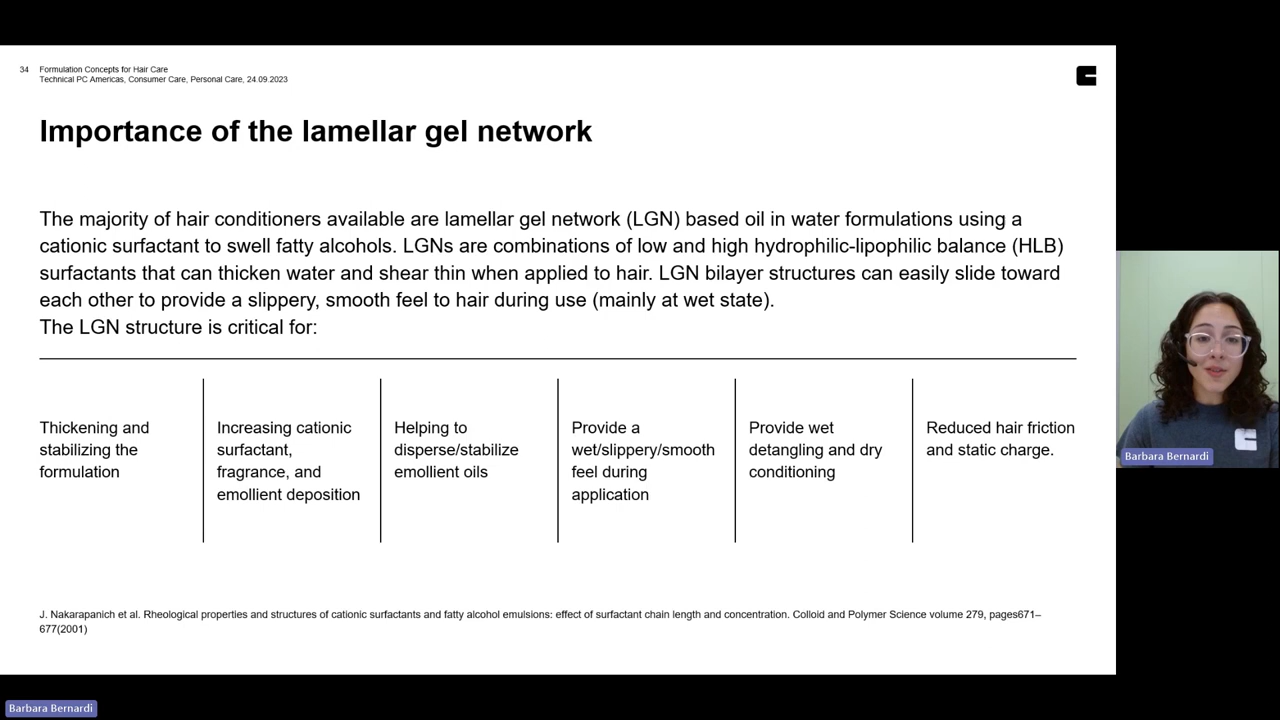 34 Formulation Concepts for Hair Care
Technical PC Americas, Consumer Care, Personal Care, 24.09.2023
Importance of the lamellar gel network
The majority of hair conditioners available are lamellar gel network (LGN) based oil in water formulations using a
cationic surfactant to swell fatty alcohols. LGNs are combinations of low and high hydrophilic-lipophilic balance (HLB)
surfactants that can thicken water and shear thin when applied to hair. LGN bilayer structures can easily slide toward
each other to provide a slippery, smooth feel to hair during use (mainly at wet state).
The LGN structure is critical for:
Thickening and
stabilizing the
formulation
Increasing cationic
surfactant,
fragrance, and
emollient deposition
Helping to
disperse/stabilize
emollient oils
Provide a
wet/slippery/smooth
feel during
application
Provide wet
detangling and dry
conditioning
Reduced hair friction
and static charge.
J. Nakarapanich et al. Rheological properties and structures of cationic surfactants and fatty alcohol emulsions: effect of surfactant chain length and concentration. Colloid and Polymer Science volume 279, pages671–
677(2001)
Barbara Bernardi
Barbara Bernardi